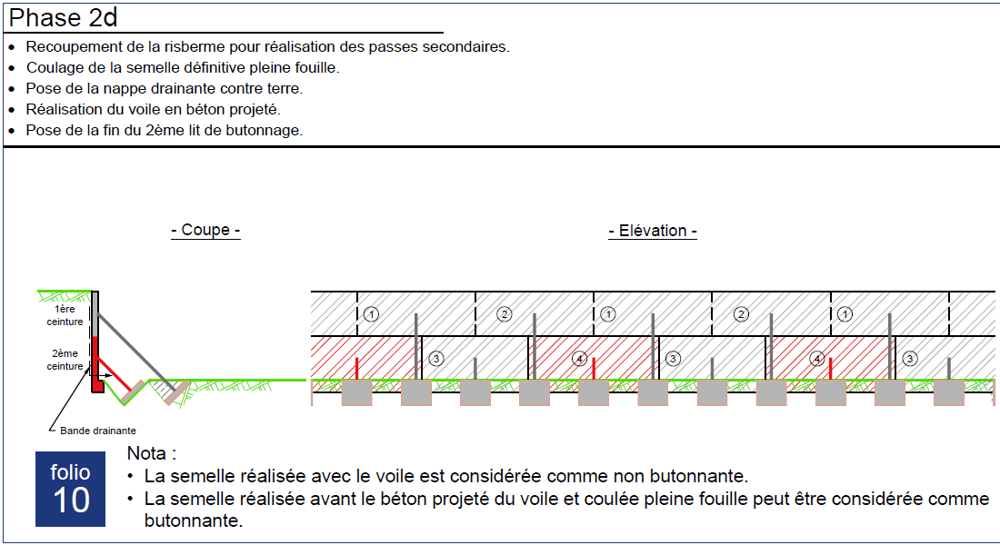 Phase 2d
• Recoupement de la risberme pour réalisation des passes secondaires.
• Coulage de la semelle définitive pleine fouille.
• Pose de la nappe drainante contre terre.
• Réalisation du voile en béton projeté.
• Pose de la fin du 2ème lit de butonnage.
- Coupe -
- Elévation -
1ère
ceinture
2ème
ceinture
Bande drainante
1 2 1 2 1
3 4 3 4 3
folio
10
Nota :
• La semelle réalisée avec le voile est considérée comme non butonnante.
• La semelle réalisée avant le béton projeté du voile et coulée pleine fouille peut être considérée comme
butonnante.